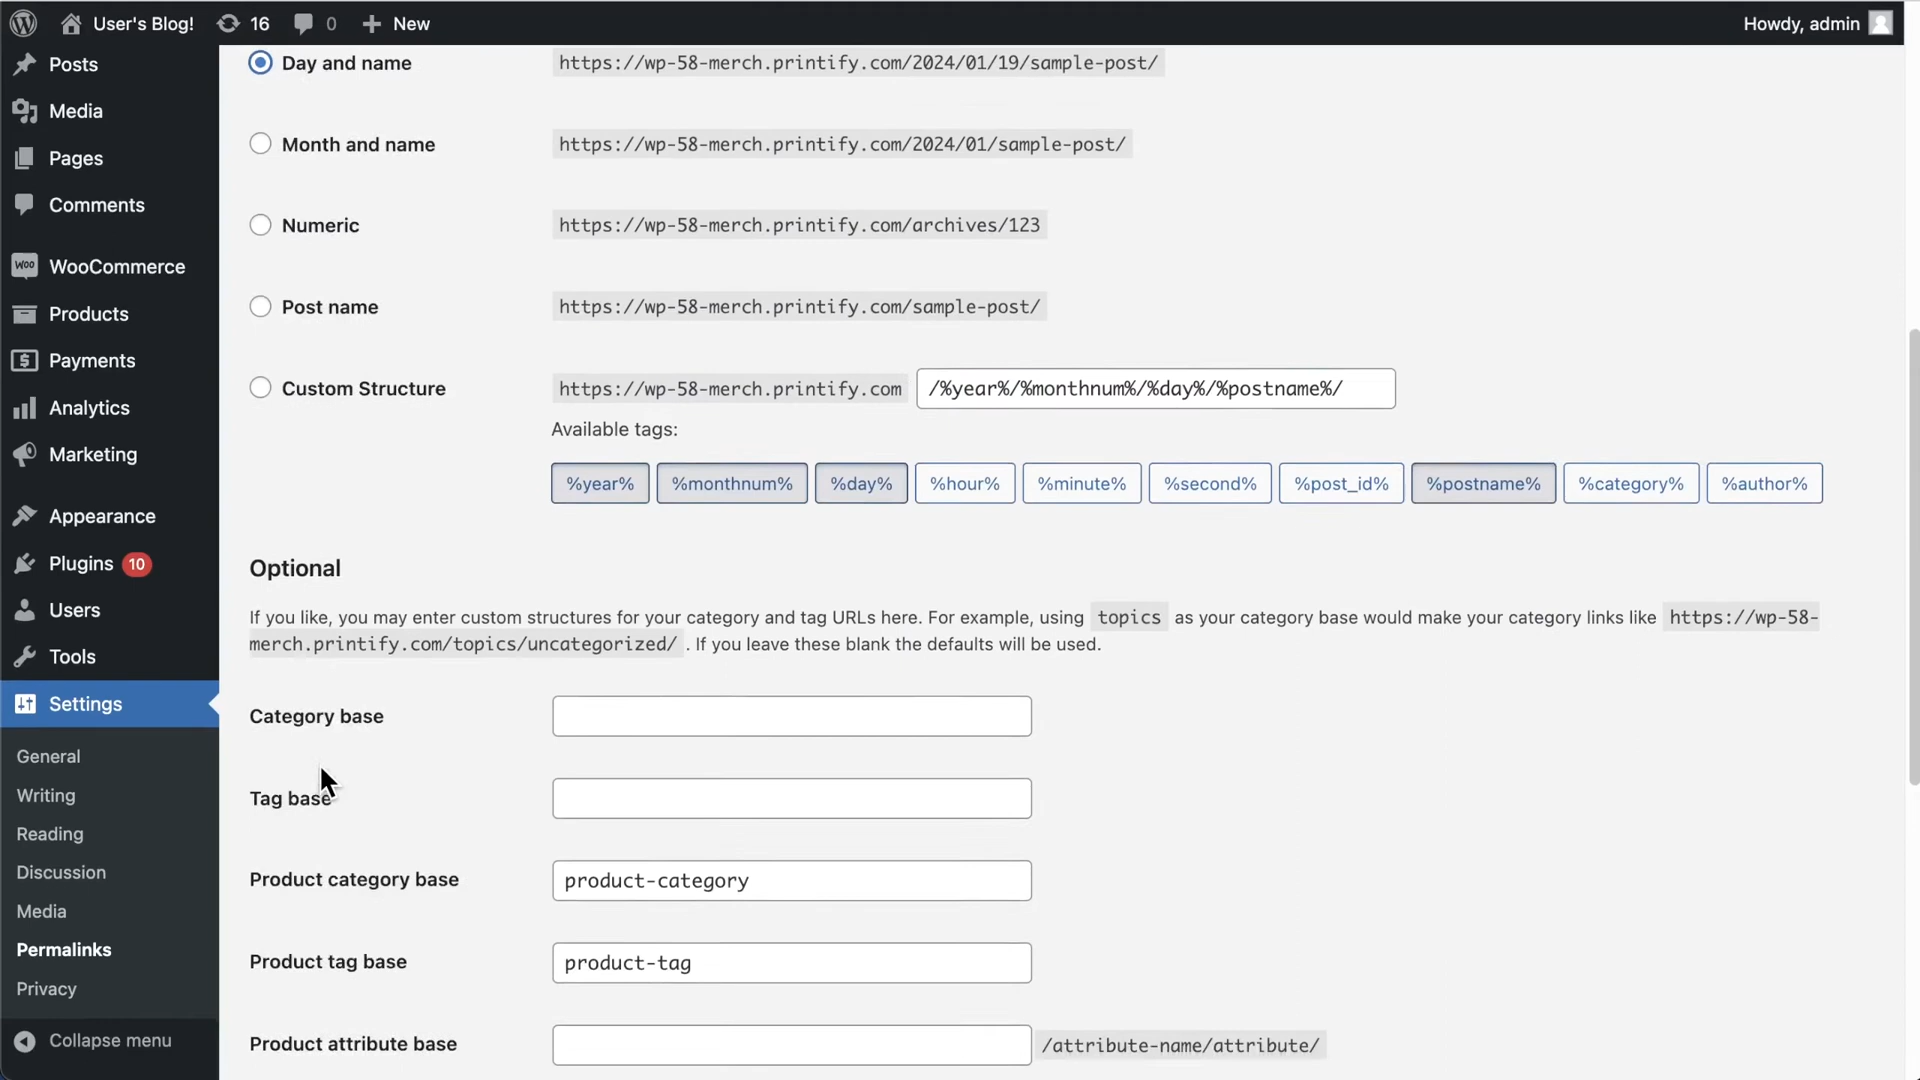 User's Blog! 16 0 New Howdy, admin
Posts
Media
Pages
Comments
Woo WooCommerce
Products
Payments
Analytics
Marketing
Appearance
Plugins 10
Users
Tools
Settings
General
Writing
Reading
Discussion
Media
Permalinks
Privacy
Collapse menu
Day and name https://wp-58-merch.printify.com/2024/01/19/sample-post/
Month and name https://wp-58-merch.printify.com/2024/01/sample-post/
Numeric https://wp-58-merch.printify.com/archives/123
Post name https://wp-58-merch.printify.com/sample-post/
Custom Structure https://wp-58-merch.printify.com /%year%/%monthnum%/%day%/%postname%/
Available tags:
%year% %monthnum% %day% %hour% %minute% %second% %post_id% %postname% %category% %author%
Optional
If you like, you may enter custom structures for your category and tag URLs here. For example, using topics as your category base would make your category links like https://wp-58-
merch.printify.com/topics/uncategorized/ . If you leave these blank the defaults will be used.
Category base
Tag base
Product category base product-category
Product tag base product-tag
Product attribute base /attribute-name/attribute/